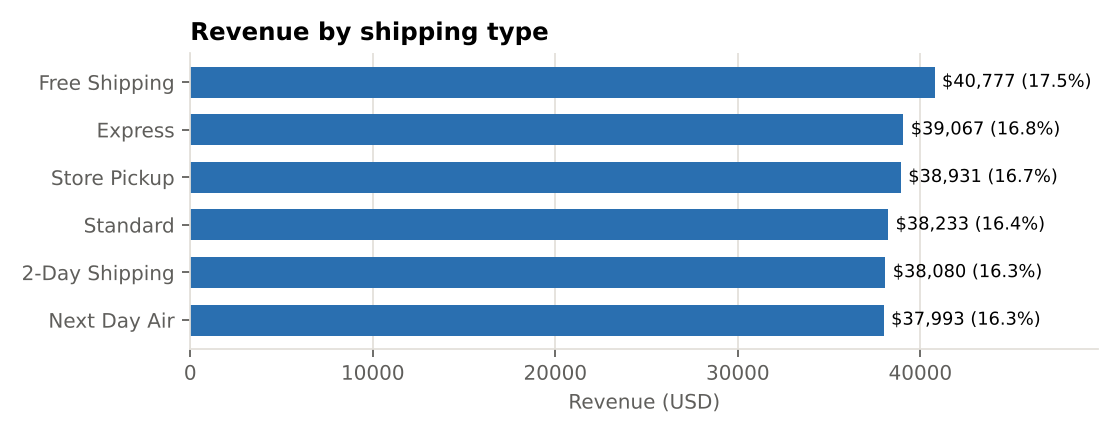 Revenue by shipping type
Free Shipping $40,777 (17.5%)
Express $39,067 (16.8%)
Store Pickup $38,931 (16.7%)
Standard $38,233 (16.4%)
2-Day Shipping $38,080 (16.3%)
Next Day Air $37,993 (16.3%)
0 10000 20000 30000 40000
Revenue (USD)